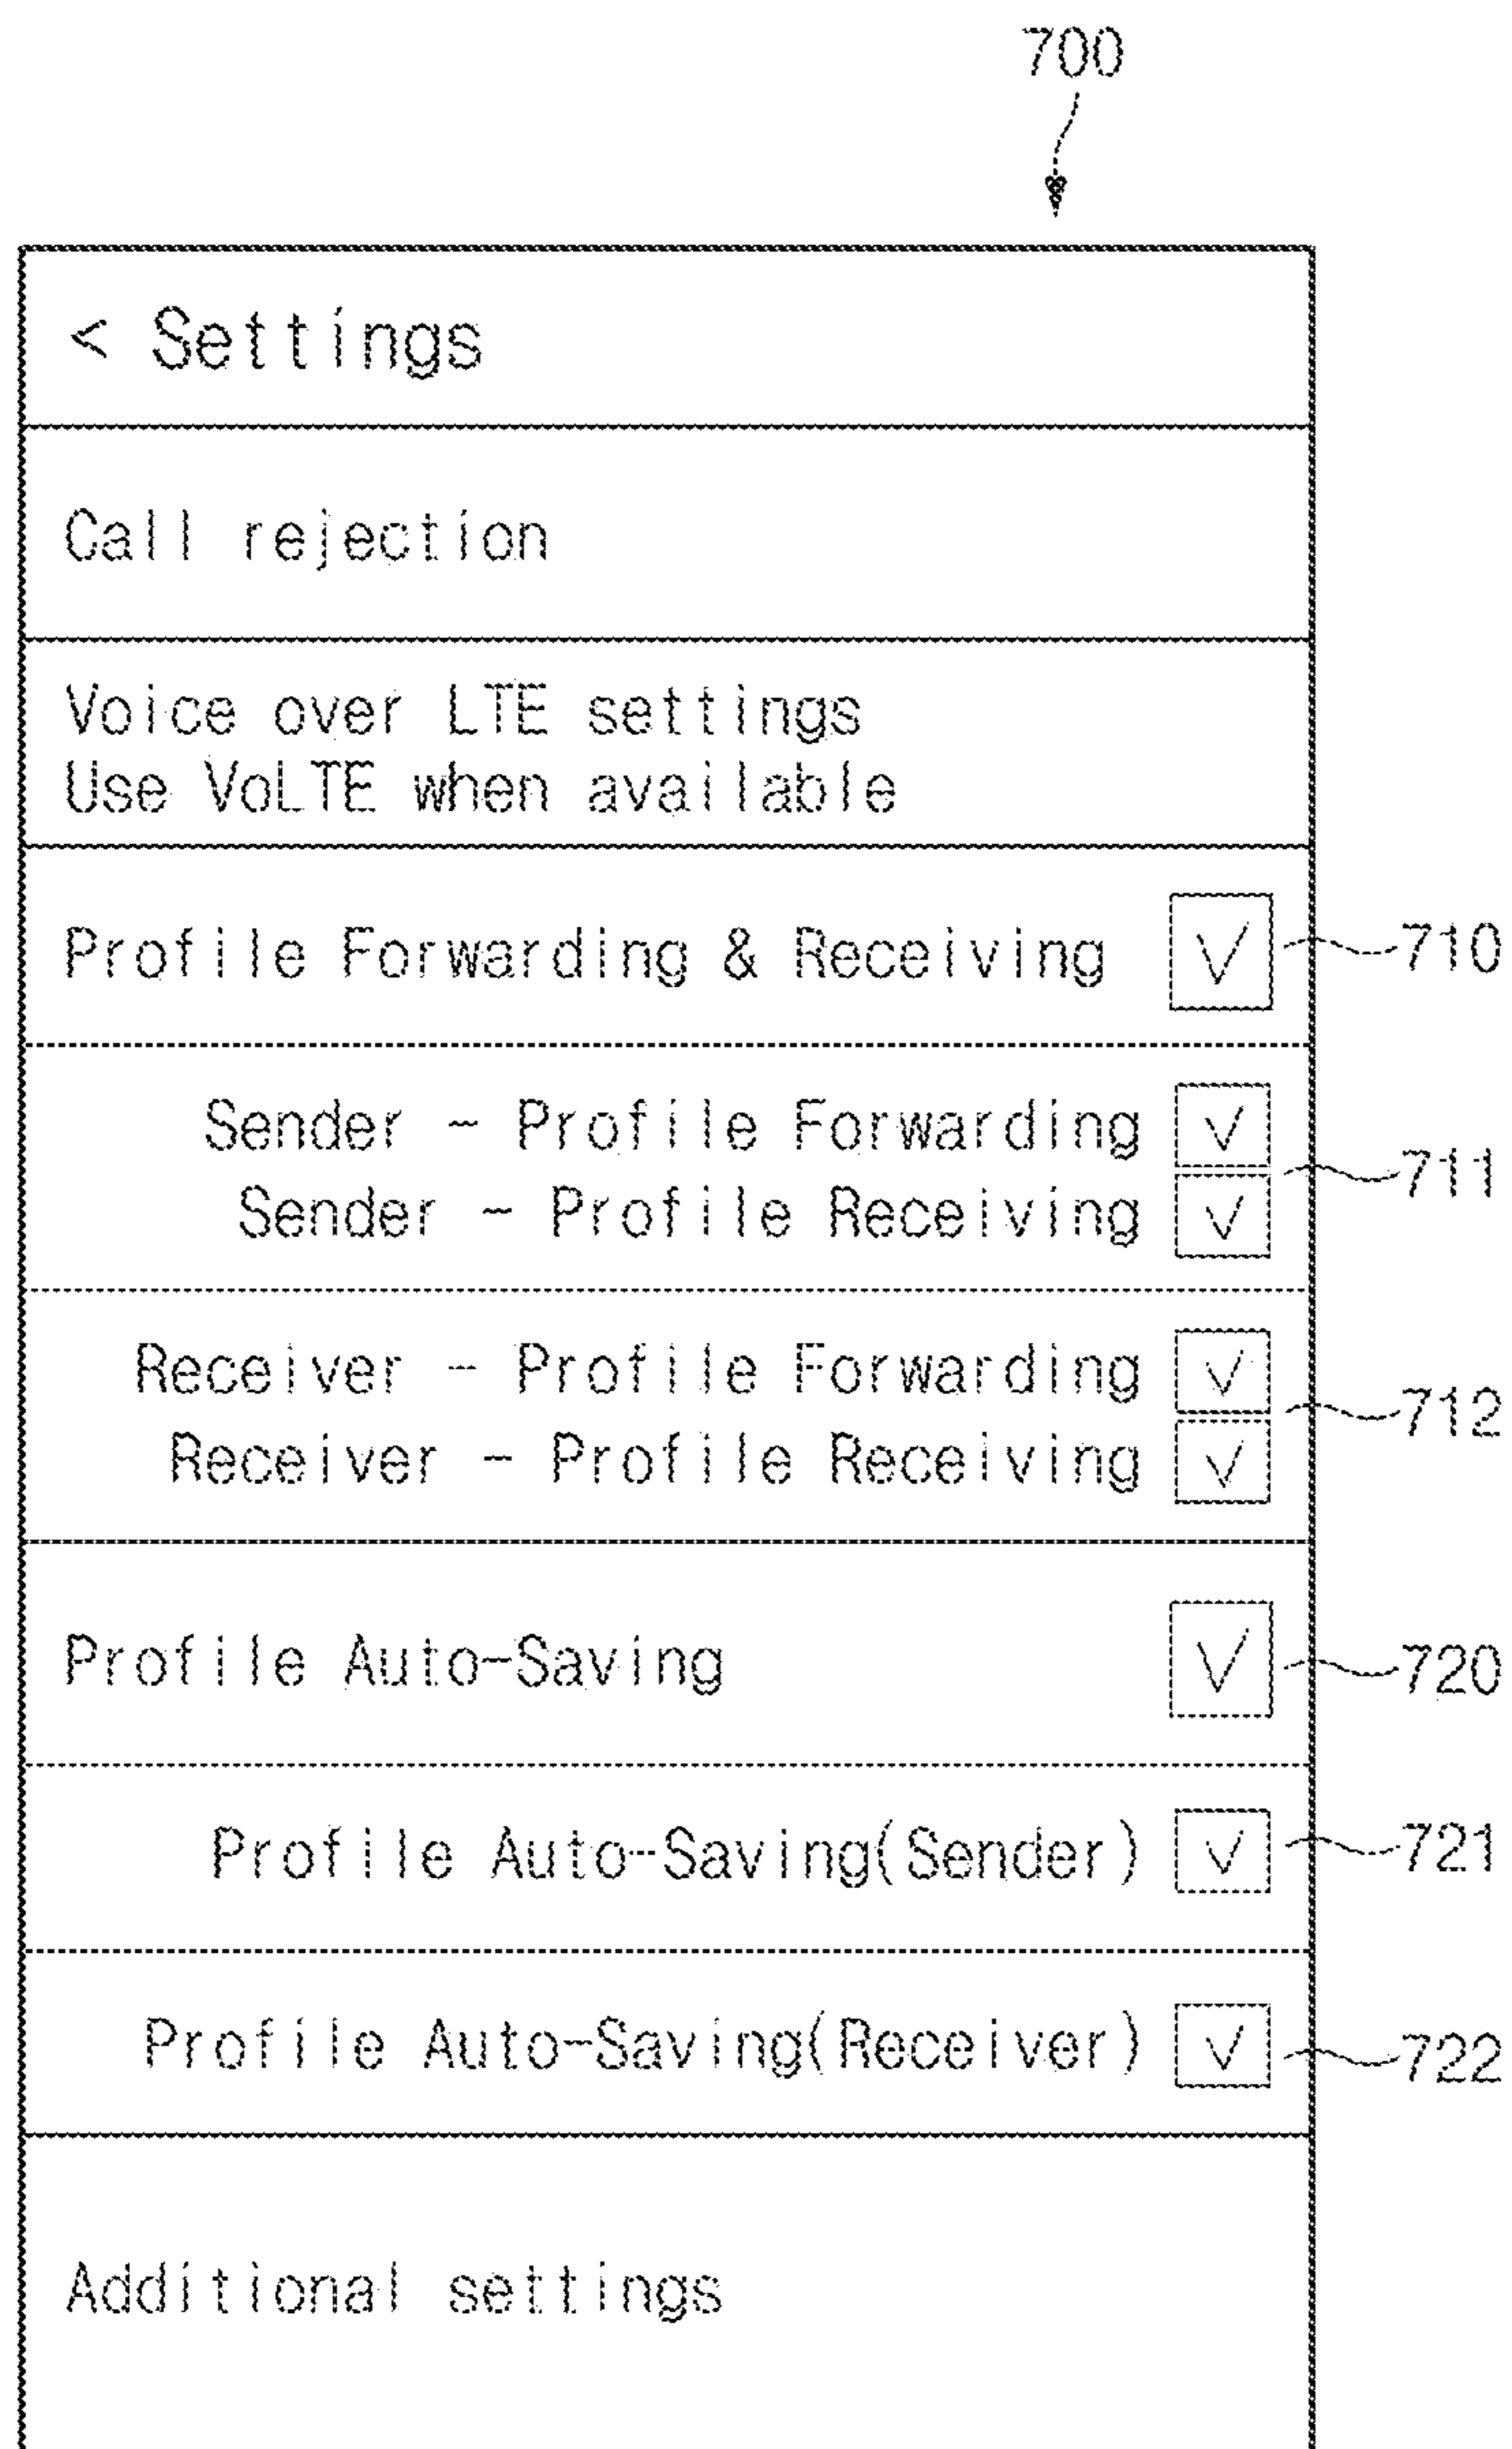 700
< Settings
Call rejection
Voice over LTE settings
Use VoLTE when available
Profile Forwarding & Receiving
710
Sender - Profile Forwarding
711
Sender - Profile Receiving
Receiver - Profile Forwarding
712
Receiver - Profile Receiving
Profile Auto-Saving
720
Profile Auto-Saving(Sender)
721
Profile Auto-Saving(Receiver)
722
Additional settings